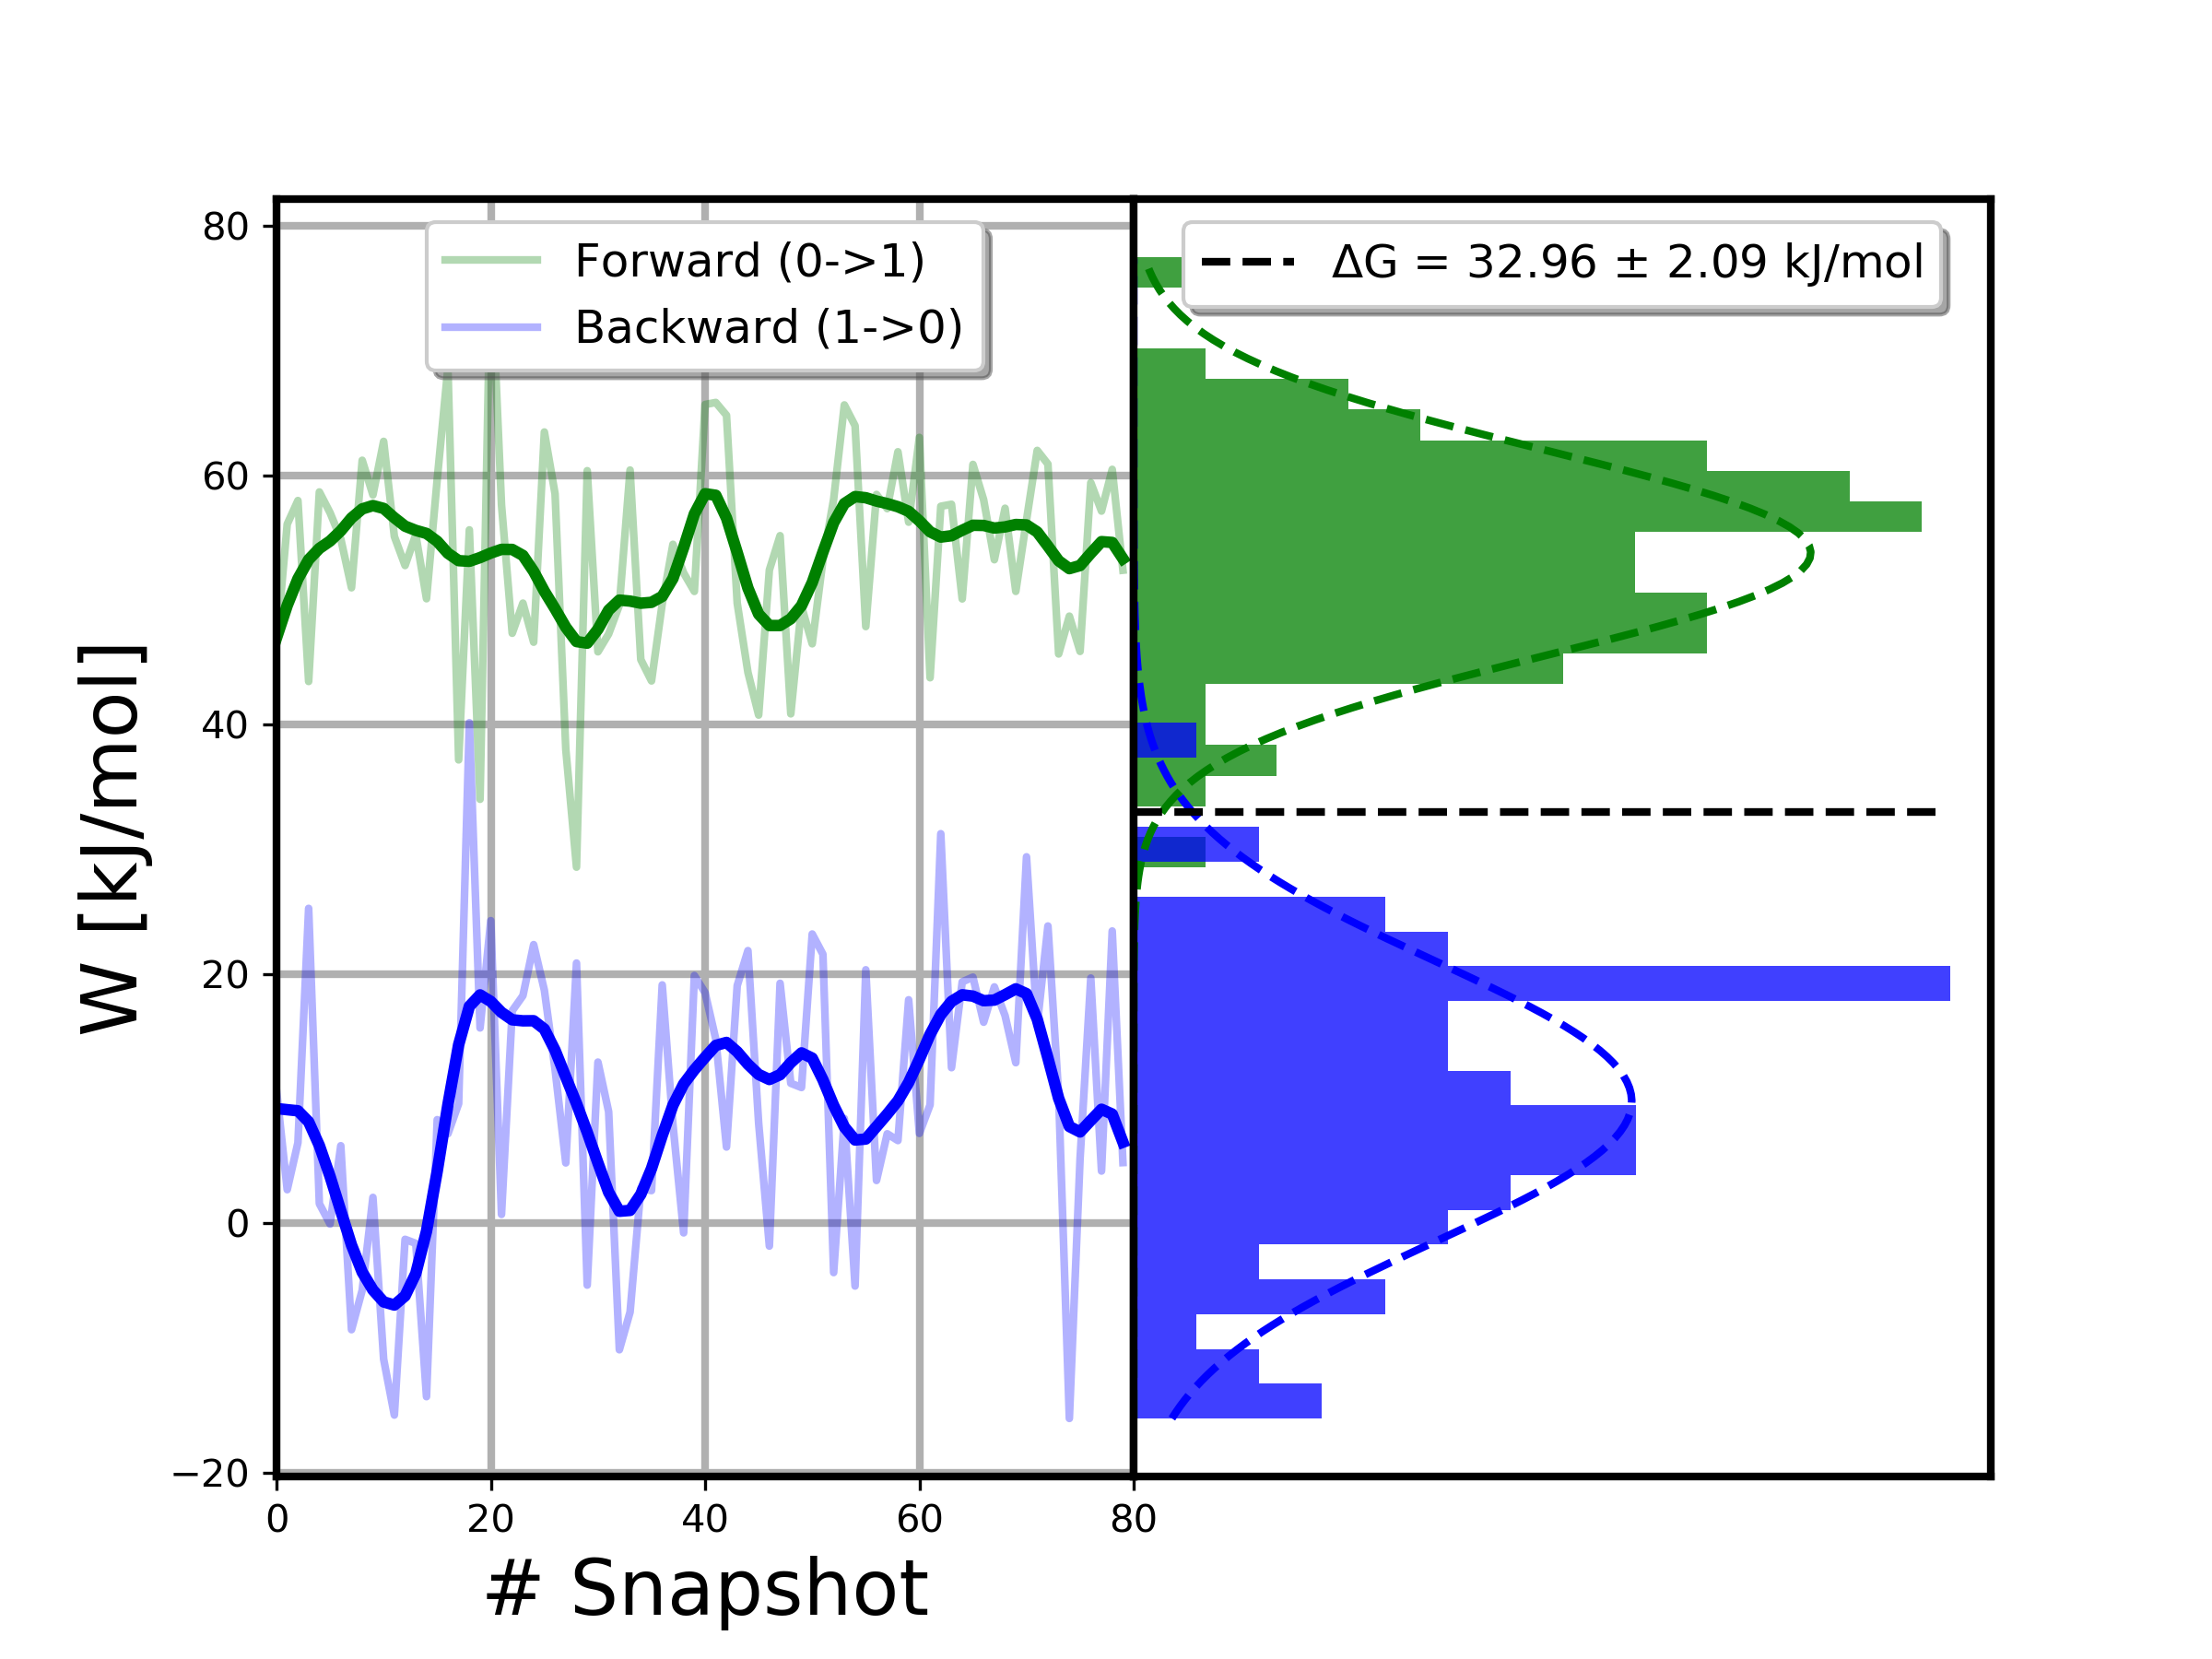 80
60
40
20
0
−20
W [kJ/mol]
Forward (0->1)
Backward (1->0)
ΔG = 32.96 ± 2.09 kJ/mol
0 20 40 60 80
# Snapshot